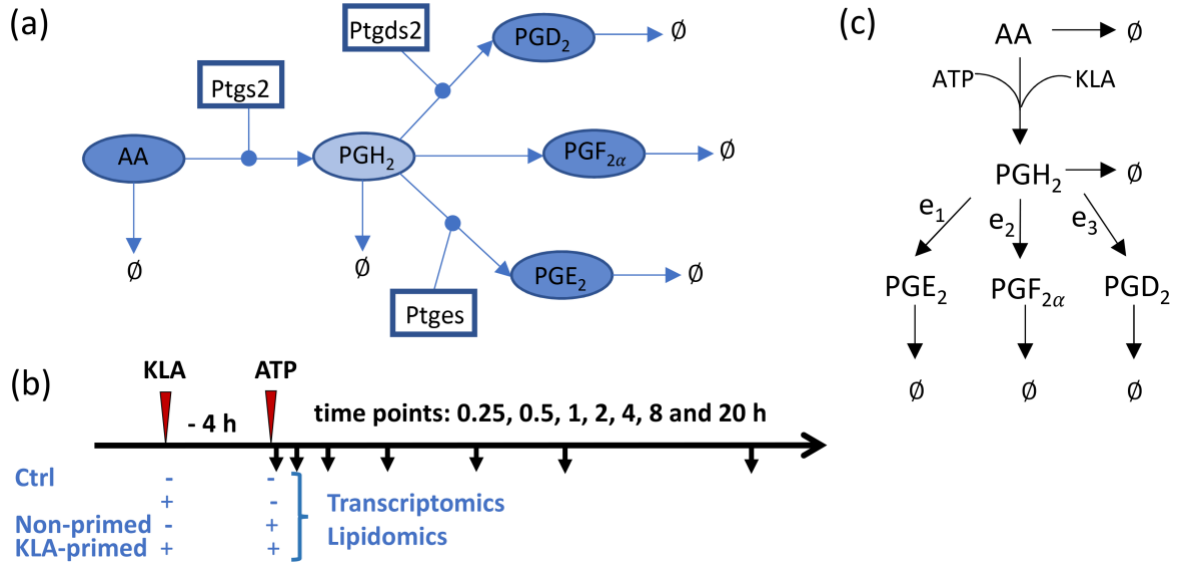 (a)
Ptgds2
PGD₂
∅
Ptgs2
AA
PGH₂
PGF₂α
∅
∅
∅
PGE₂
∅
Ptges
(b)
KLA
ATP
- 4 h
time points: 0.25, 0.5, 1, 2, 4, 8 and 20 h
Ctrl - -
+ -
Non-primed - +
KLA-primed + +
Transcriptomics
Lipidomics
(c)
AA ∅
ATP KLA
PGH₂ ∅
e₁ e₂ e₃
PGE₂ PGF₂α PGD₂
∅ ∅ ∅